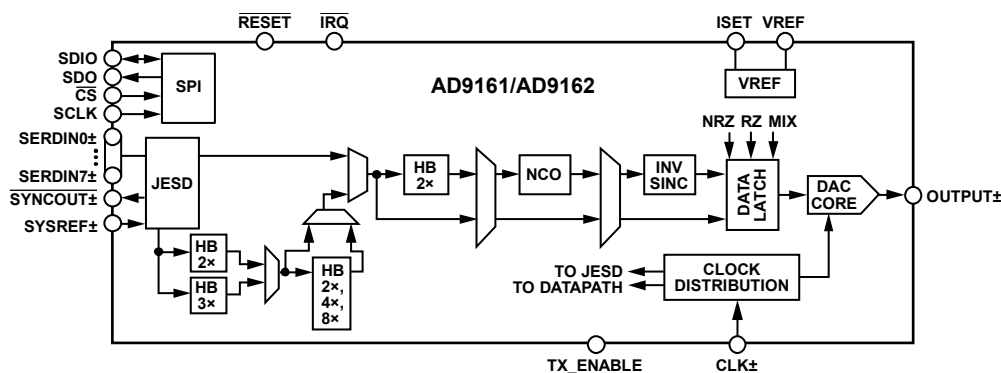 RESET
IRQ
ISET
VREF
SDIO
SDO
CS
SCLK
SPI
AD9161/AD9162
VREF
SERDIN0±
SERDIN7±
SYNCOUT±
SYSREF±
JESD
NRZ
RZ
MIX
HB
2×
NCO
INV
SINC
DATA
LATCH
DAC
CORE
OUTPUT±
HB
2×
HB
3×
HB
2×,
4×,
8×
TO JESD
TO DATAPATH
CLOCK
DISTRIBUTION
TX_ENABLE
CLK±